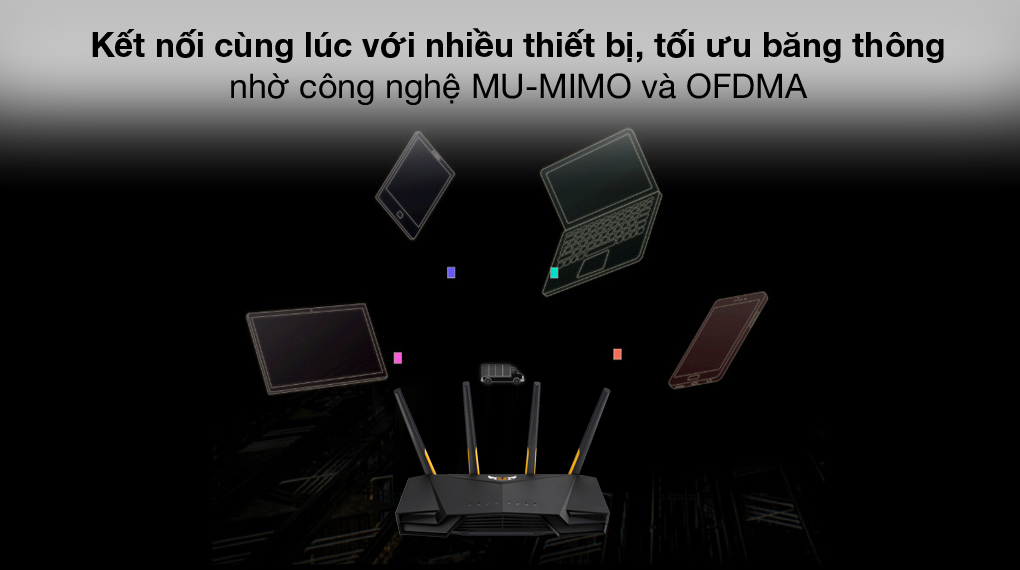 Kết nối cùng lúc với nhiều thiết bị, tối ưu băng thông
nhờ công nghệ MU-MIMO và OFDMA